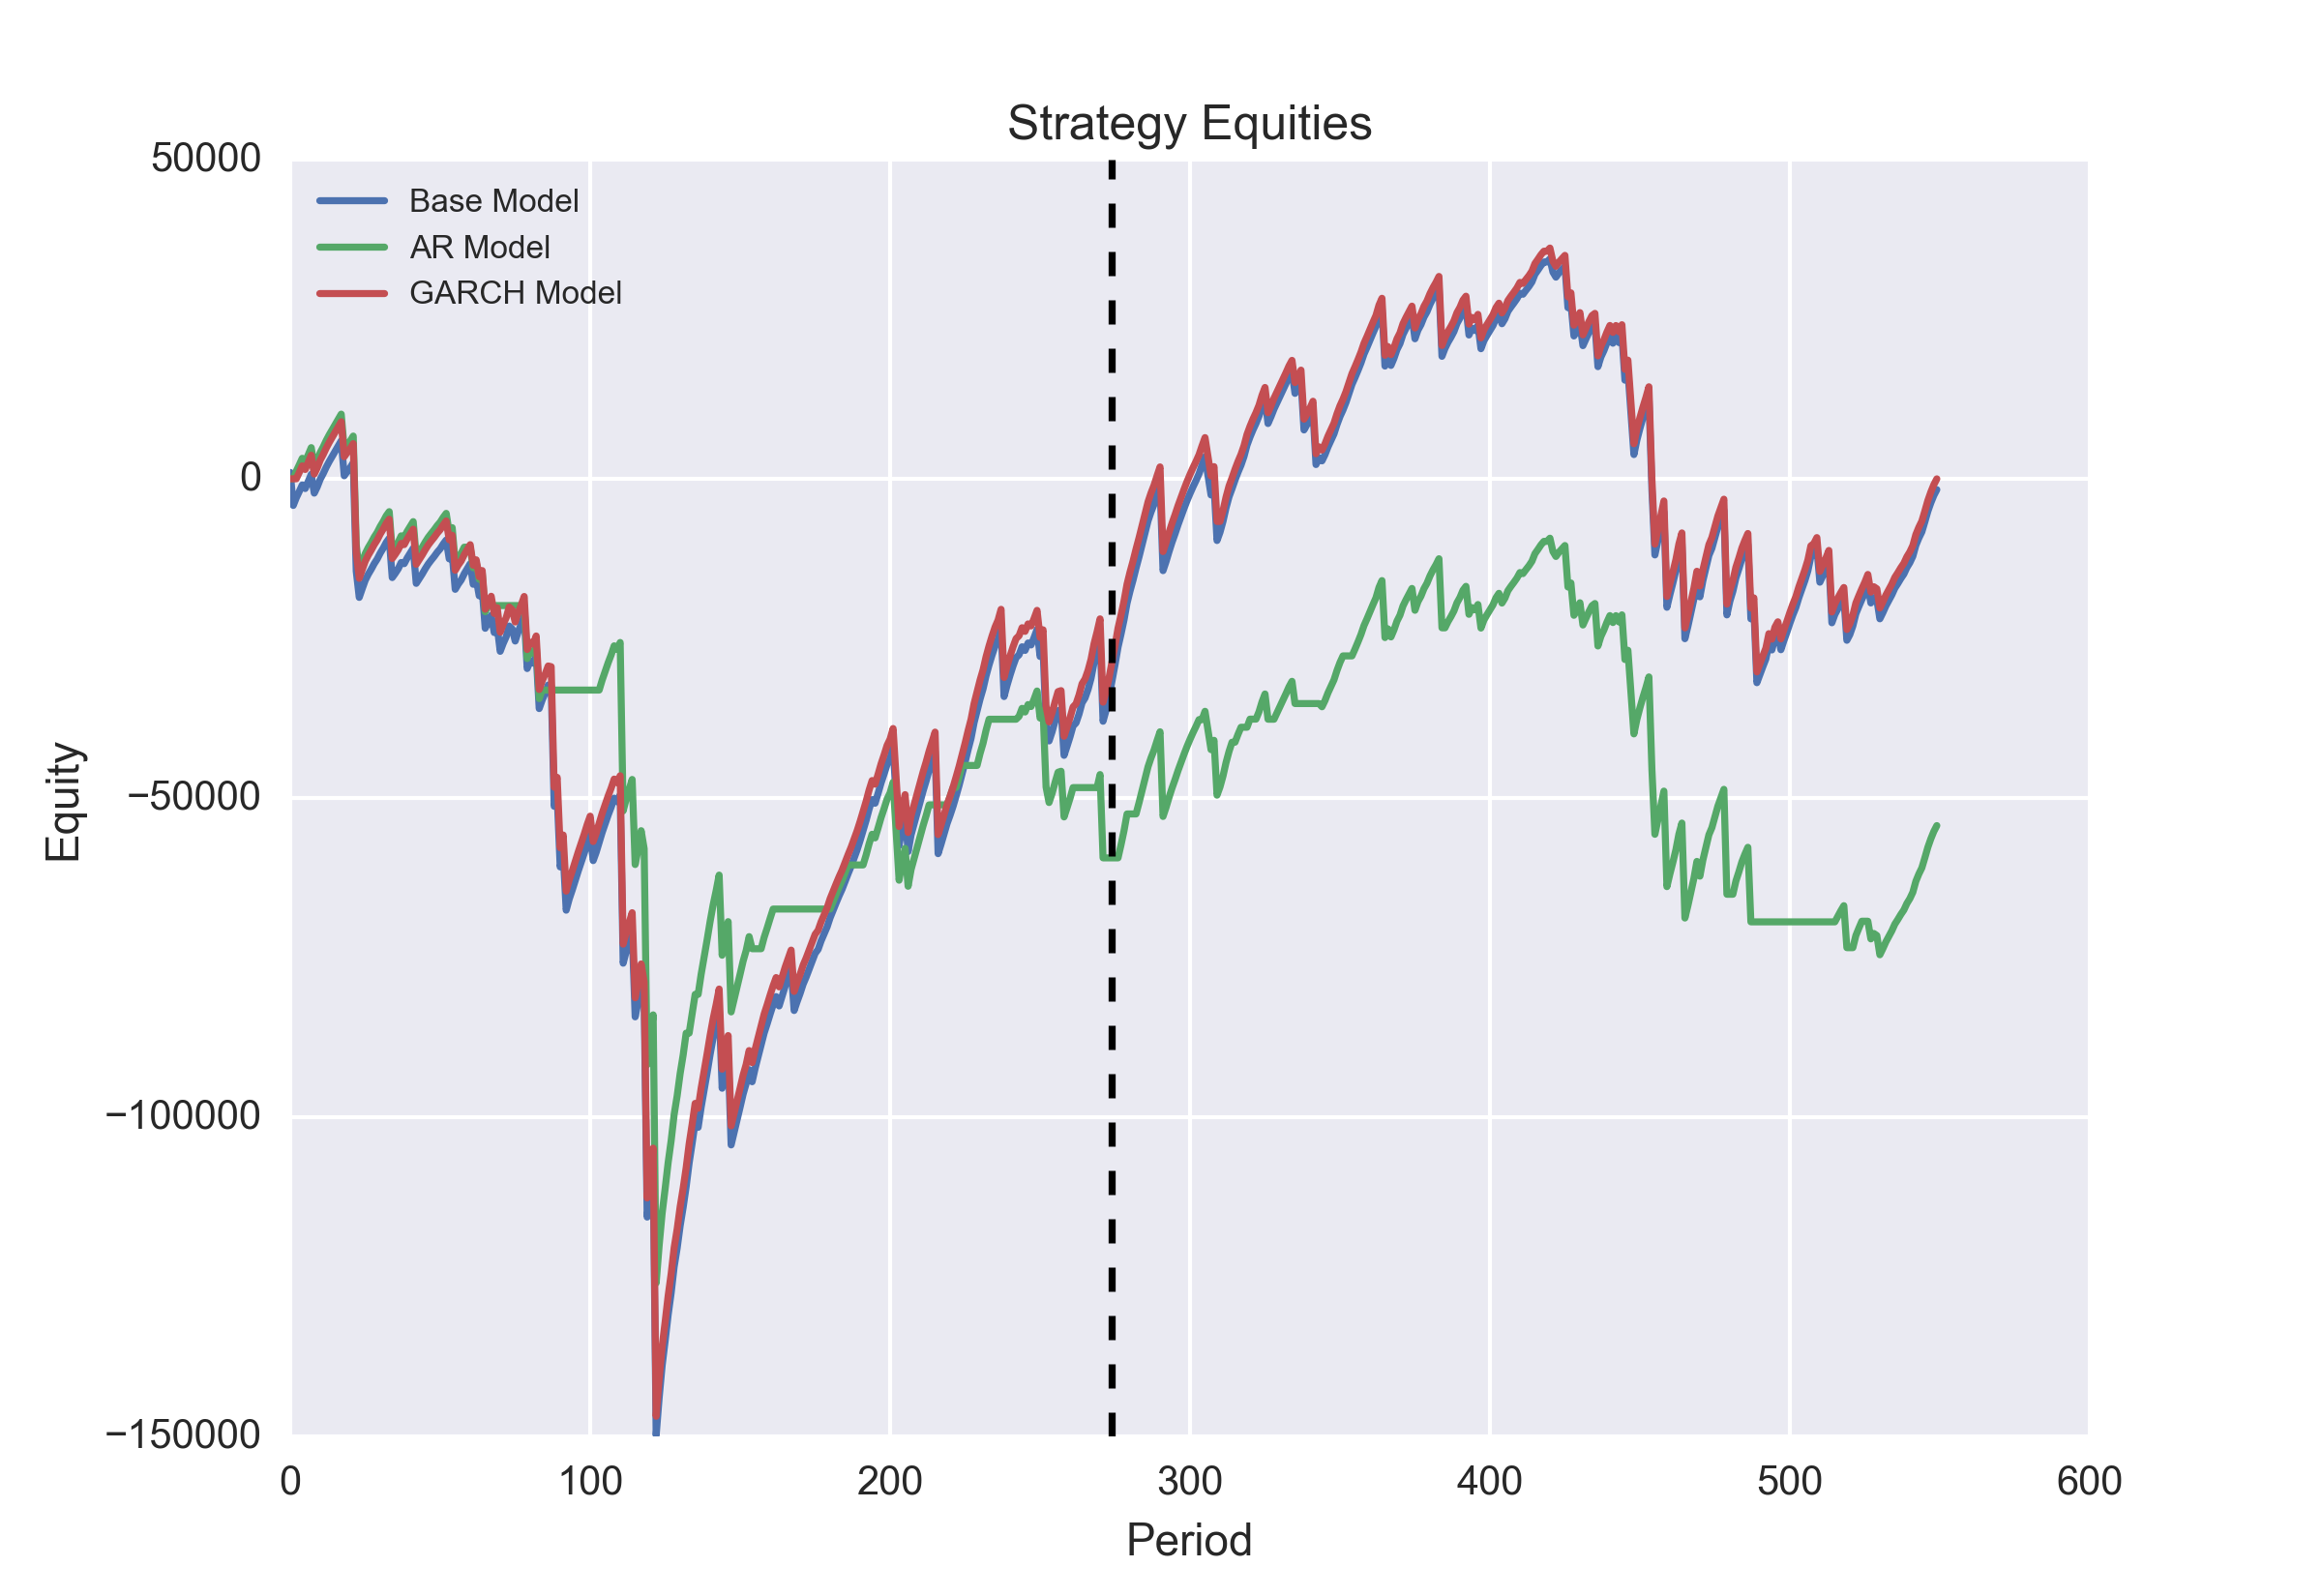 Strategy Equities
50000
0
−50000
−100000
−150000
Equity
Base Model
AR Model
GARCH Model
0 100 200 300 400 500 600
Period